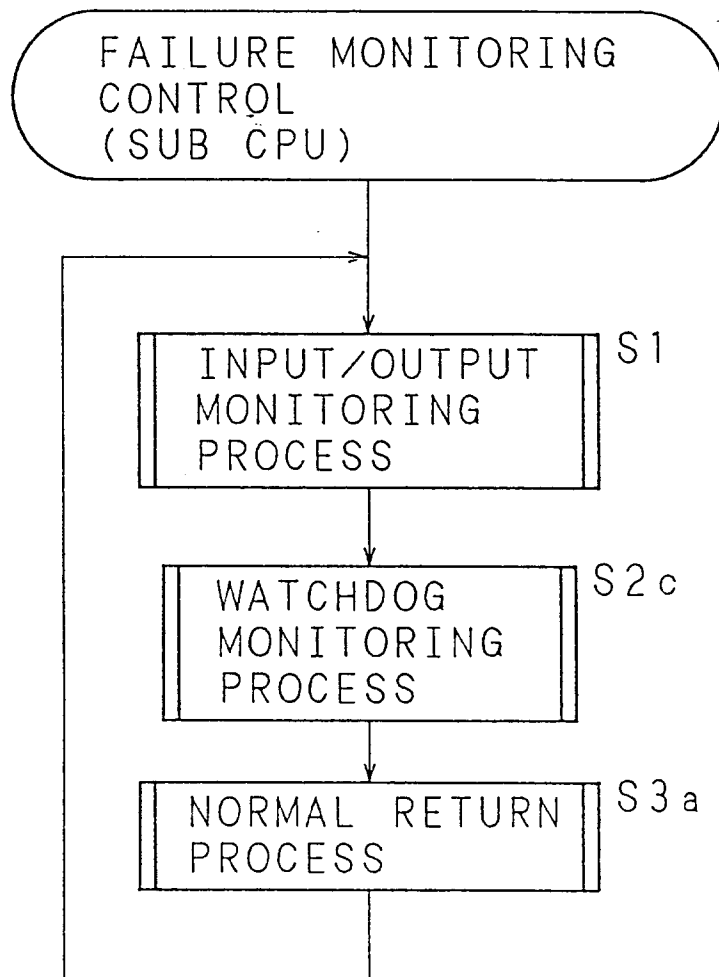 FAILURE MONITORING
CONTROL
(SUB CPU)
INPUT/OUTPUT
MONITORING
PROCESS
S1
WATCHDOG
MONITORING
PROCESS
S2c
NORMAL RETURN
PROCESS
S3a